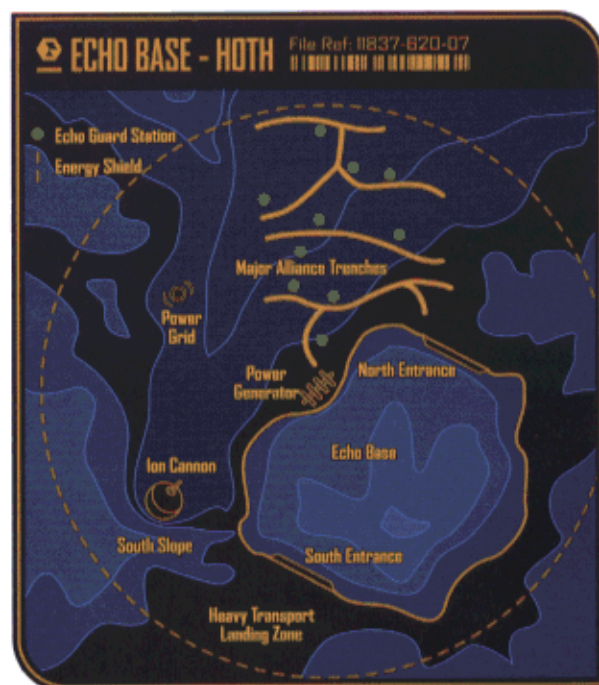 ECHO BASE - HOTH
File Ref: 11837-620-07
Echo Guard Station
Energy Shield
Major Alliance Trenches
Power
Grid
Power
Generator
North Entrance
Ion Cannon
Echo Base
South Slope
South Entrance
Heavy Transport
Landing Zone